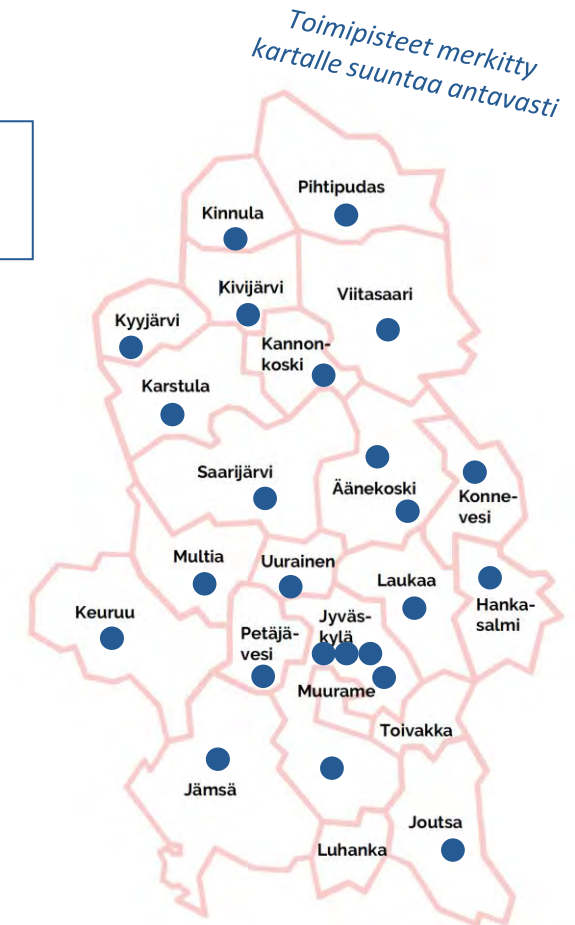 Toimipisteet merkitty
kartalle suuntaa antavasti
Pihtipudas
Kinnula
Kivijärvi
Viitasaari
Kyyjärvi
Kannon-
koski
Karstula
Saarijärvi
Äänekoski
Konne-
vesi
Multia
Uurainen
Laukaa
Hanka-
salmi
Keuruu
Petäjä-
vesi
Jyväs-
kylä
Muurame
Toivakka
Jämsä
Joutsa
Luhanka